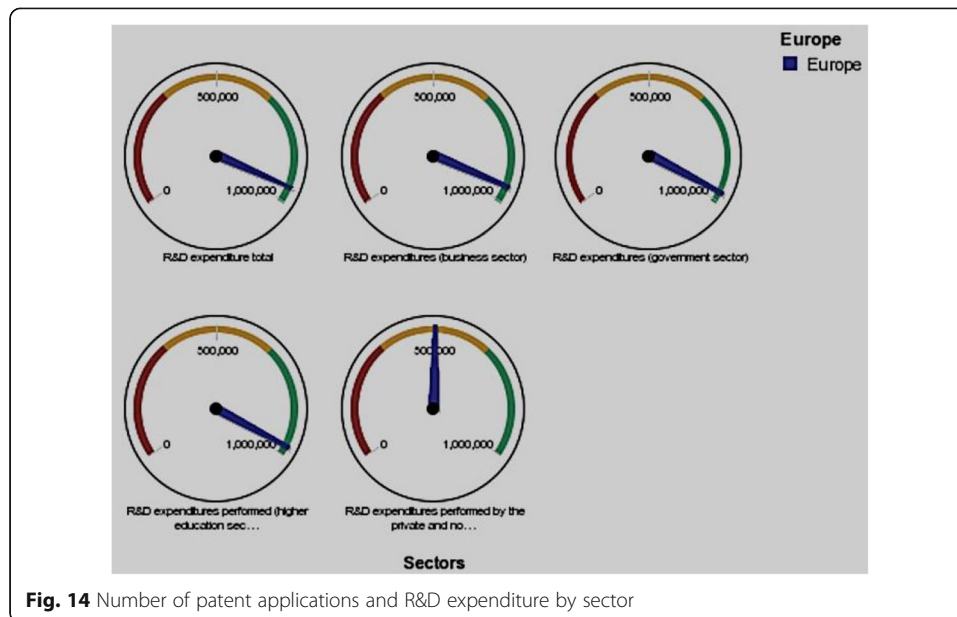 Europe
Europe
500,000
0
1,000,000
R&D expenditure total
500,000
0
1,000,000
R&D expenditures (business sector)
500,000
0
1,000,000
R&D expenditures (government sector)
500,000
0
1,000,000
R&D expenditures performed (higher
education sec...
500,000
0
1,000,000
R&D expenditures performed by the
private and no...
Sectors
Fig. 14 Number of patent applications and R&D expenditure by sector